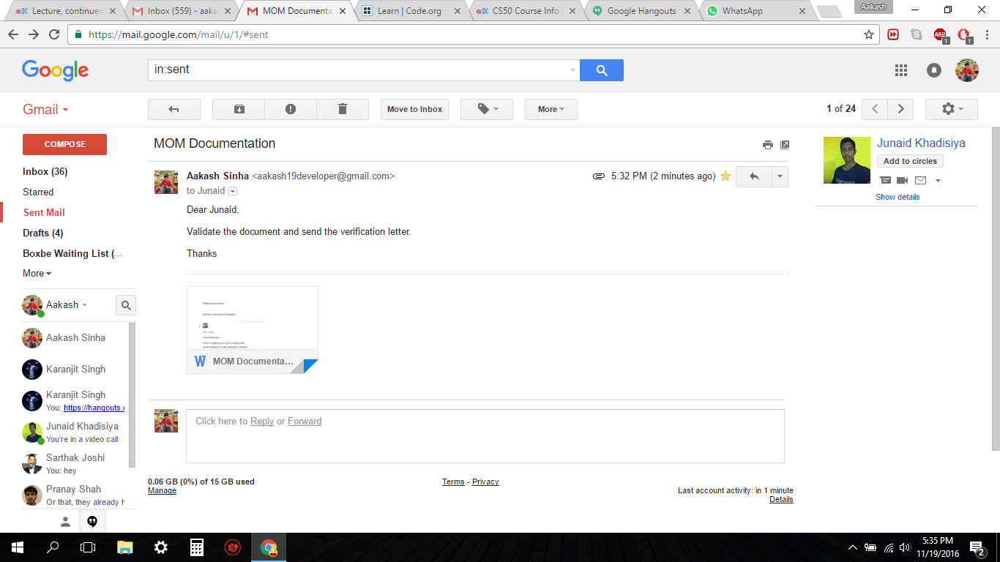 Lecture, continued
Inbox (559) - aaka
MOM Documenta
Learn | Code.org
CS50 Course Info
Google Hangouts
WhatsApp
Aakash
https://mail.google.com/mail/u/1/#sent
ABP
1
1
Google
in:sent
Gmail
Move to Inbox
More
1 of 24
COMPOSE
MOM Documentation
Junaid Khadisiya
Add to circles
Show details
Inbox (36)
Starred
Sent Mail
Drafts (4)
Boxbe Waiting List (…
More
Aakash Sinha <aakash19developer@gmail.com>
5:32 PM (2 minutes ago)
to Junaid
Dear Junaid,
Validate the document and send the verification letter.
Thanks
MOM Documenta…
Aakash
Aakash Sinha
Karanjit Singh
Karanjit Singh
You: https://hangouts.
Junaid Khadisiya
You're in a video call
Sarthak Joshi
You: hey
Pranay Shah
Or that, they already h
Click here to Reply or Forward
0.06 GB (0%) of 15 GB used
Manage
Terms - Privacy
Last account activity: in 1 minute
Details
5:35 PM
11/19/2016
2